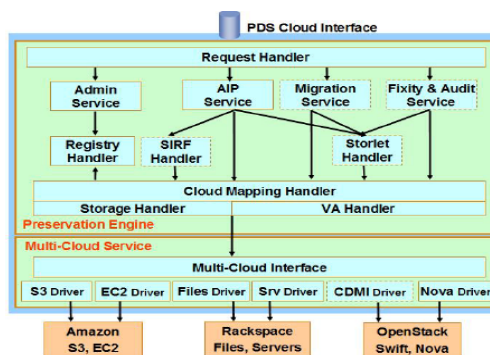 PDS Cloud Interface
Request Handler
Admin Service
AIP Service
Migration Service
Fixity & Audit Service
Registry Handler
SIRF Handler
Storlet Handler
Cloud Mapping Handler
Storage Handler
VA Handler
Preservation Engine
Multi-Cloud Service
Multi-Cloud Interface
S3 Driver
EC2 Driver
Files Driver
Srv Driver
CDMI Driver
Nova Driver
Amazon
S3, EC2
Rackspace
Files, Servers
OpenStack
Swift, Nova